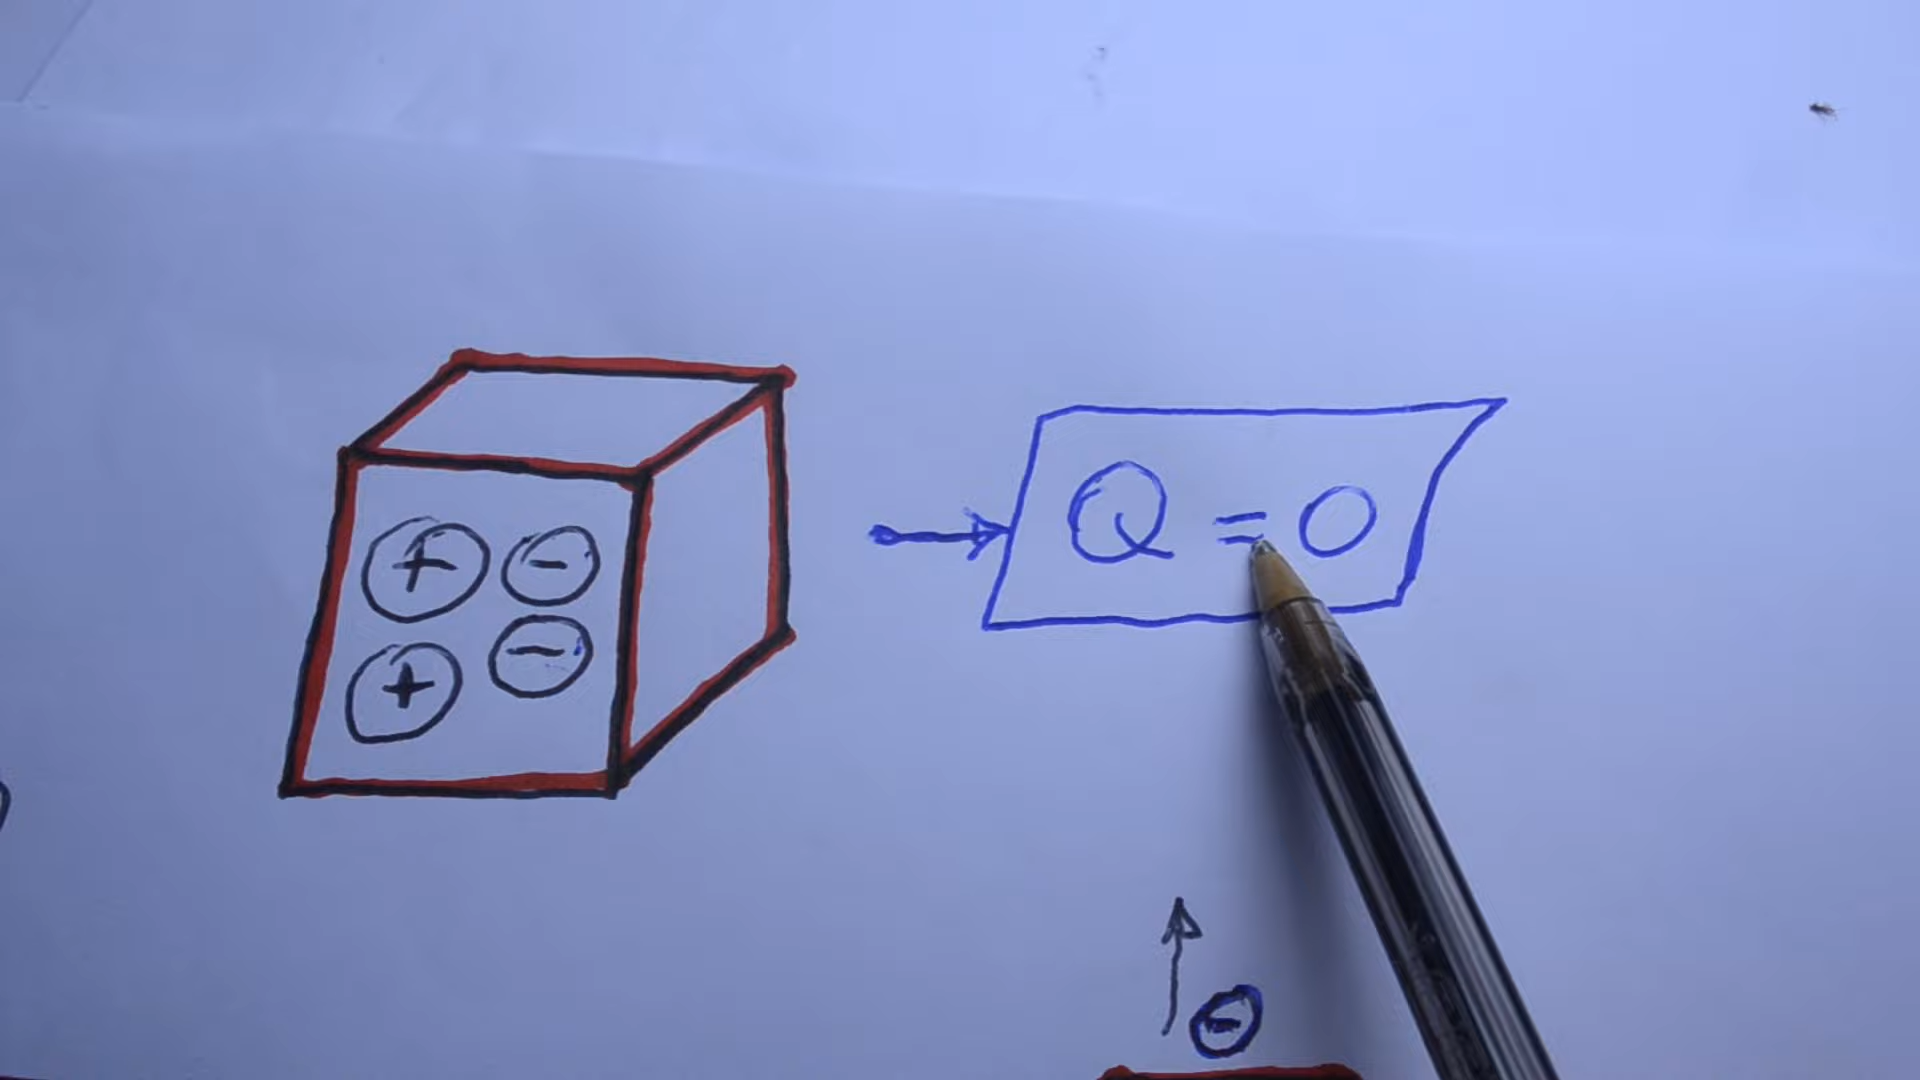 + -
+ -
Q = 0
-